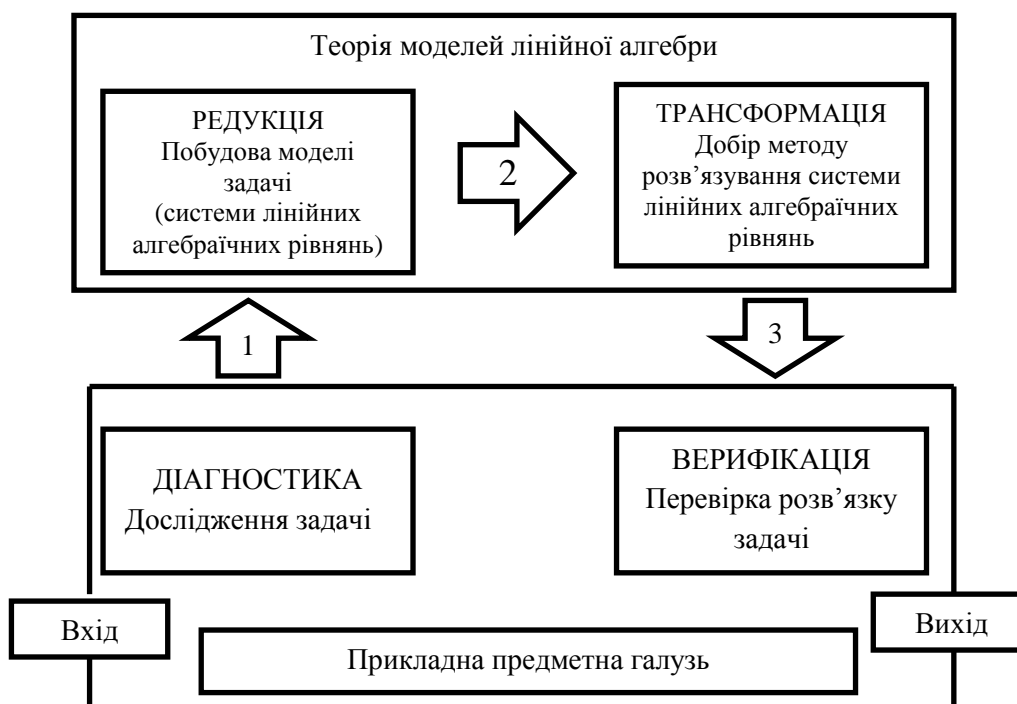 Теорія моделей лінійної алгебри
РЕДУКЦІЯ
Побудова моделі
задачі
(системи лінійних
алгебраїчних рівнянь)
2
ТРАНСФОРМАЦІЯ
Добір методу
розв’язування системи
лінійних алгебраїчних
рівнянь
1
3
ДІАГНОСТИКА
Дослідження задачі
ВЕРИФІКАЦІЯ
Перевірка розв’язку
задачі
Вхід
Прикладна предметна галузь
Вихід